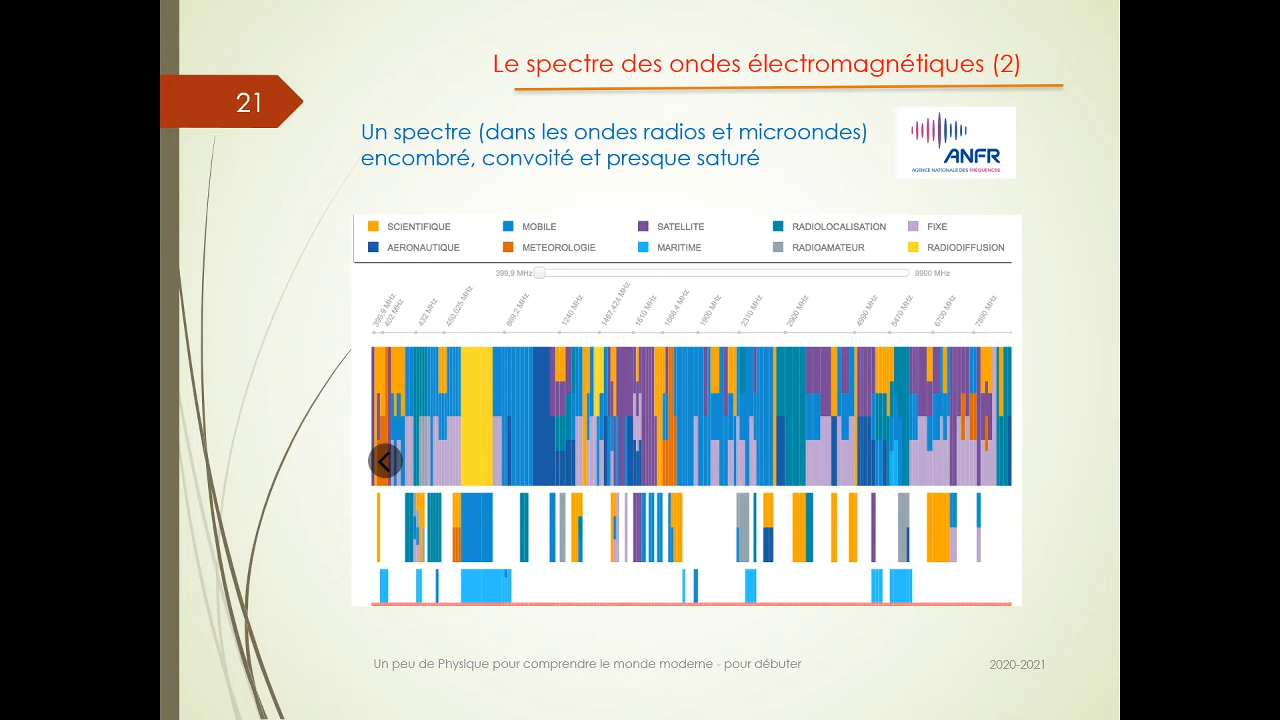 Le spectre des ondes électromagnétiques (2)
21
Un spectre (dans les ondes radios et microondes)
encombré, convoité et presque saturé
ANFR
AGENCE NATIONALE DES FRÉQUENCES
SCIENTIFIQUE MOBILE SATELLITE RADIOLOCALISATION FIXE
AERONAUTIQUE METEOROLOGIE MARITIME RADIOAMATEUR RADIODIFFUSION
399,9 MHz 9900 MHz
399,9 MHz 402 MHz 432 MHz 450,025 MHz 869,2 MHz 1240 MHz 1467,424 MHz 1610 MHz 1668,4 MHz 1900 MHz 2310 MHz 2900 MHz 4990 MHz 5470 MHz 6700 MHz 7890 MHz
Un peu de Physique pour comprendre le monde moderne - pour débuter
2020-2021